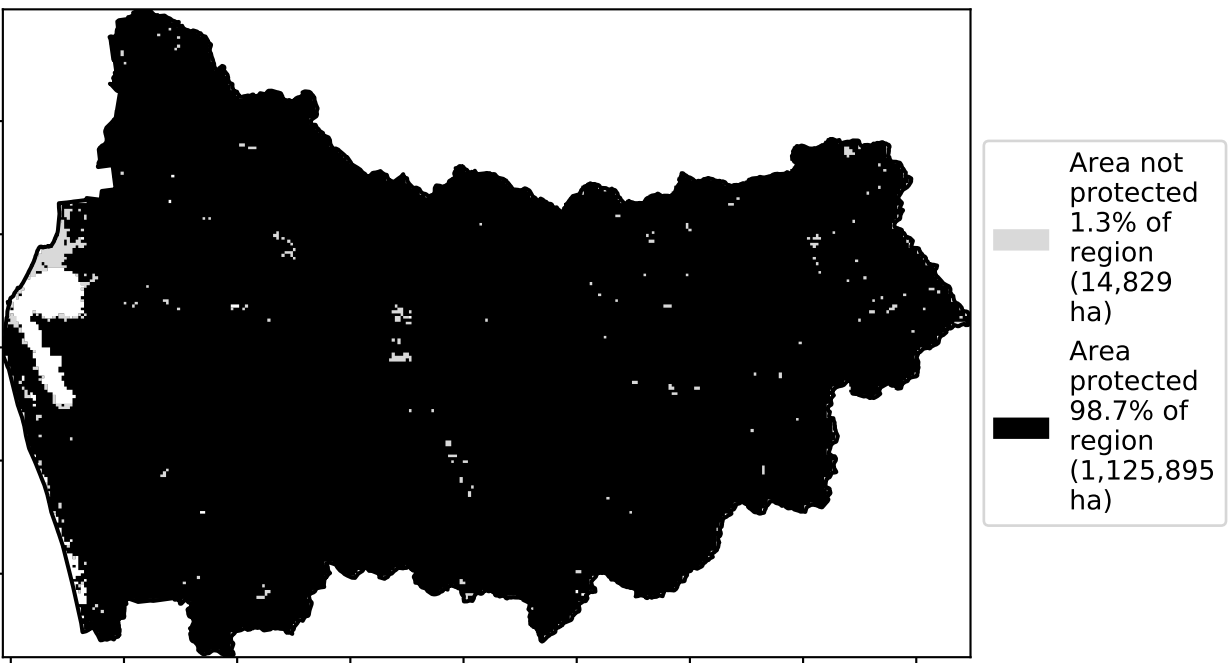 Area not
protected
1.3% of
region
(14,829
ha)
Area
protected
98.7% of
region
(1,125,895
ha)